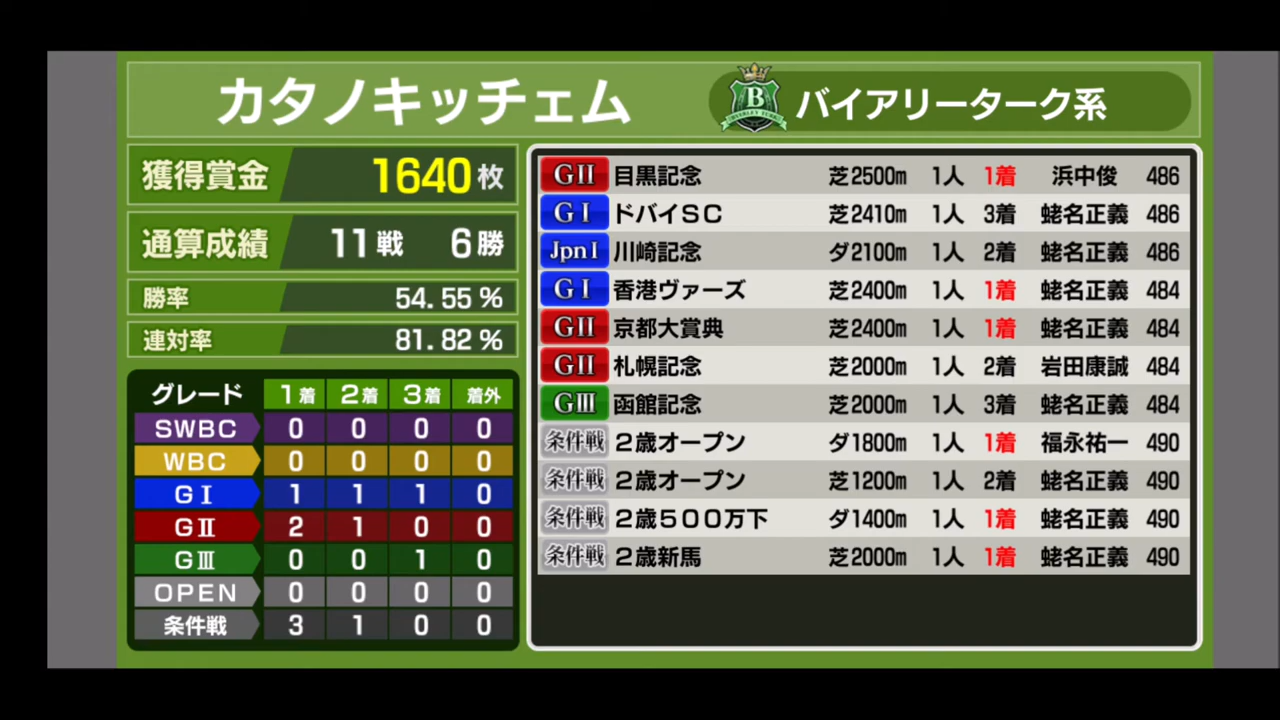 カタノキッチェム
B バイアリーターク系
獲得賞金 1640枚
通算成績 11戦 6勝
勝率 54.55%
連対率 81.82%
グレード 1着 2着 3着 着外
SWBC 0 0 0 0
WBC 0 0 0 0
GⅠ 1 1 1 0
GⅡ 2 1 0 0
GⅢ 0 0 1 0
OPEN 0 0 0 0
条件戦 3 1 0 0
GⅡ 目黒記念 芝2500m 1人 1着 浜中俊 486
GⅠ ドバイSC 芝2410m 1人 3着 蛯名正義 486
JpnⅠ 川崎記念 ダ2100m 1人 2着 蛯名正義 486
GⅠ 香港ヴァーズ 芝2400m 1人 1着 蛯名正義 484
GⅡ 京都大賞典 芝2400m 1人 1着 蛯名正義 484
GⅡ 札幌記念 芝2000m 1人 2着 岩田康誠 484
GⅢ 函館記念 芝2000m 1人 3着 蛯名正義 484
条件戦 2歳オープン ダ1800m 1人 1着 福永祐一 490
条件戦 2歳オープン 芝1200m 1人 2着 蛯名正義 490
条件戦 2歳500万下 ダ1400m 1人 1着 蛯名正義 490
条件戦 2歳新馬 芝2000m 1人 1着 蛯名正義 490